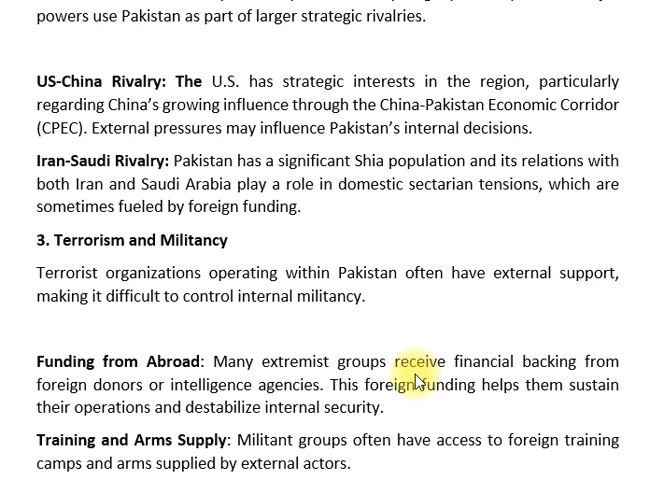 powers use Pakistan as part of larger strategic rivalries.
US-China Rivalry: The U.S. has strategic interests in the region, particularly
regarding China's growing influence through the China-Pakistan Economic Corridor
(CPEC). External pressures may influence Pakistan's internal decisions.
Iran-Saudi Rivalry: Pakistan has a significant Shia population and its relations with
both Iran and Saudi Arabia play a role in domestic sectarian tensions, which are
sometimes fueled by foreign funding.
3. Terrorism and Militancy
Terrorist organizations operating within Pakistan often have external support,
making it difficult to control internal militancy.
Funding from Abroad: Many extremist groups receive financial backing from
foreign donors or intelligence agencies. This foreign funding helps them sustain
their operations and destabilize internal security.
Training and Arms Supply: Militant groups often have access to foreign training
camps and arms supplied by external actors.